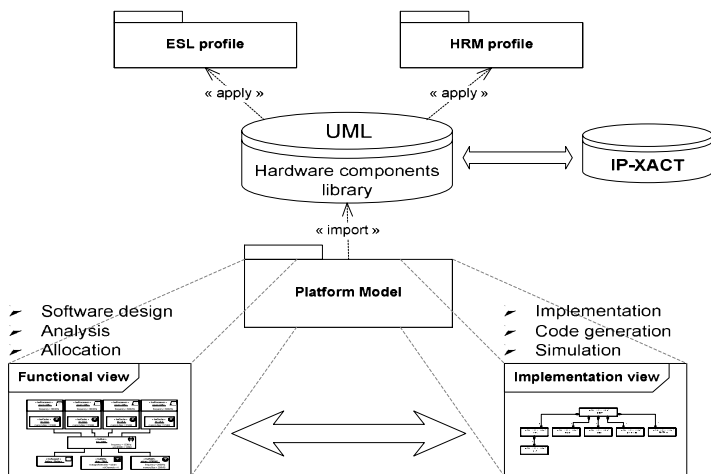 ESL profile
HRM profile
« apply »
« apply »
UML
Hardware components
library
IP-XACT
« import »
Platform Model
Software design
Analysis
Allocation
Implementation
Code generation
Simulation
Functional view
Implementation view